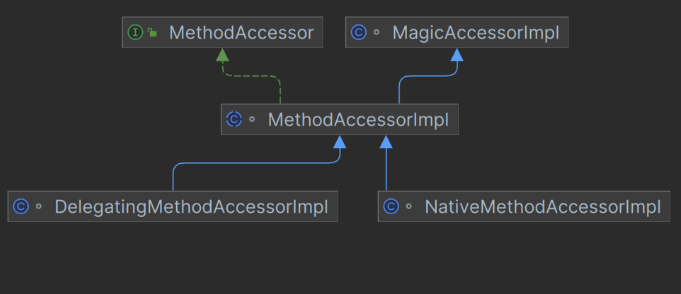 I MethodAccessor
C MagicAccessorImpl
C MethodAccessorImpl
C DelegatingMethodAccessorImpl
C NativeMethodAccessorImpl